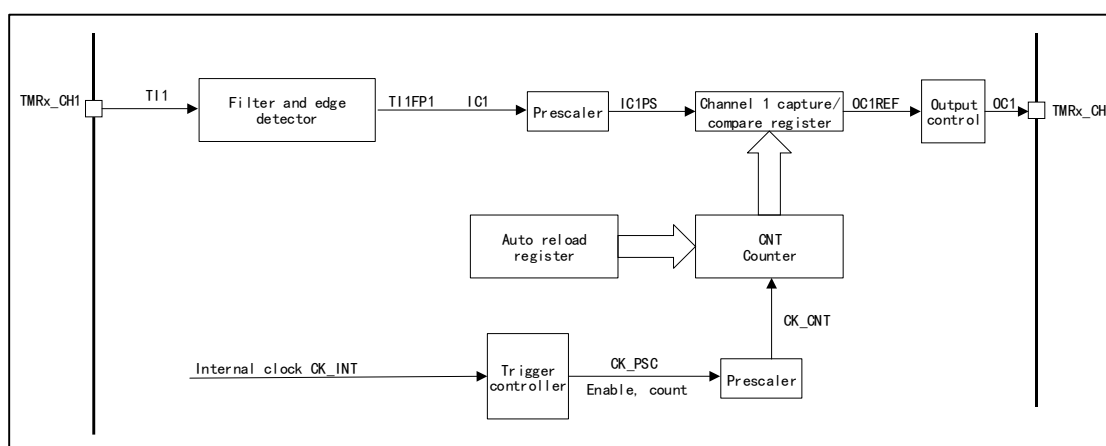 TMRx_CH1
TI1
Filter and edge
detector
TI1FP1
IC1
Prescaler
IC1PS
Channel 1 capture/
compare register
OC1REF
Output
control
OC1
TMRx_CH
Auto reload
register
CNT
Counter
CK_CNT
Internal clock CK_INT
Trigger
controller
CK_PSC
Enable, count
Prescaler